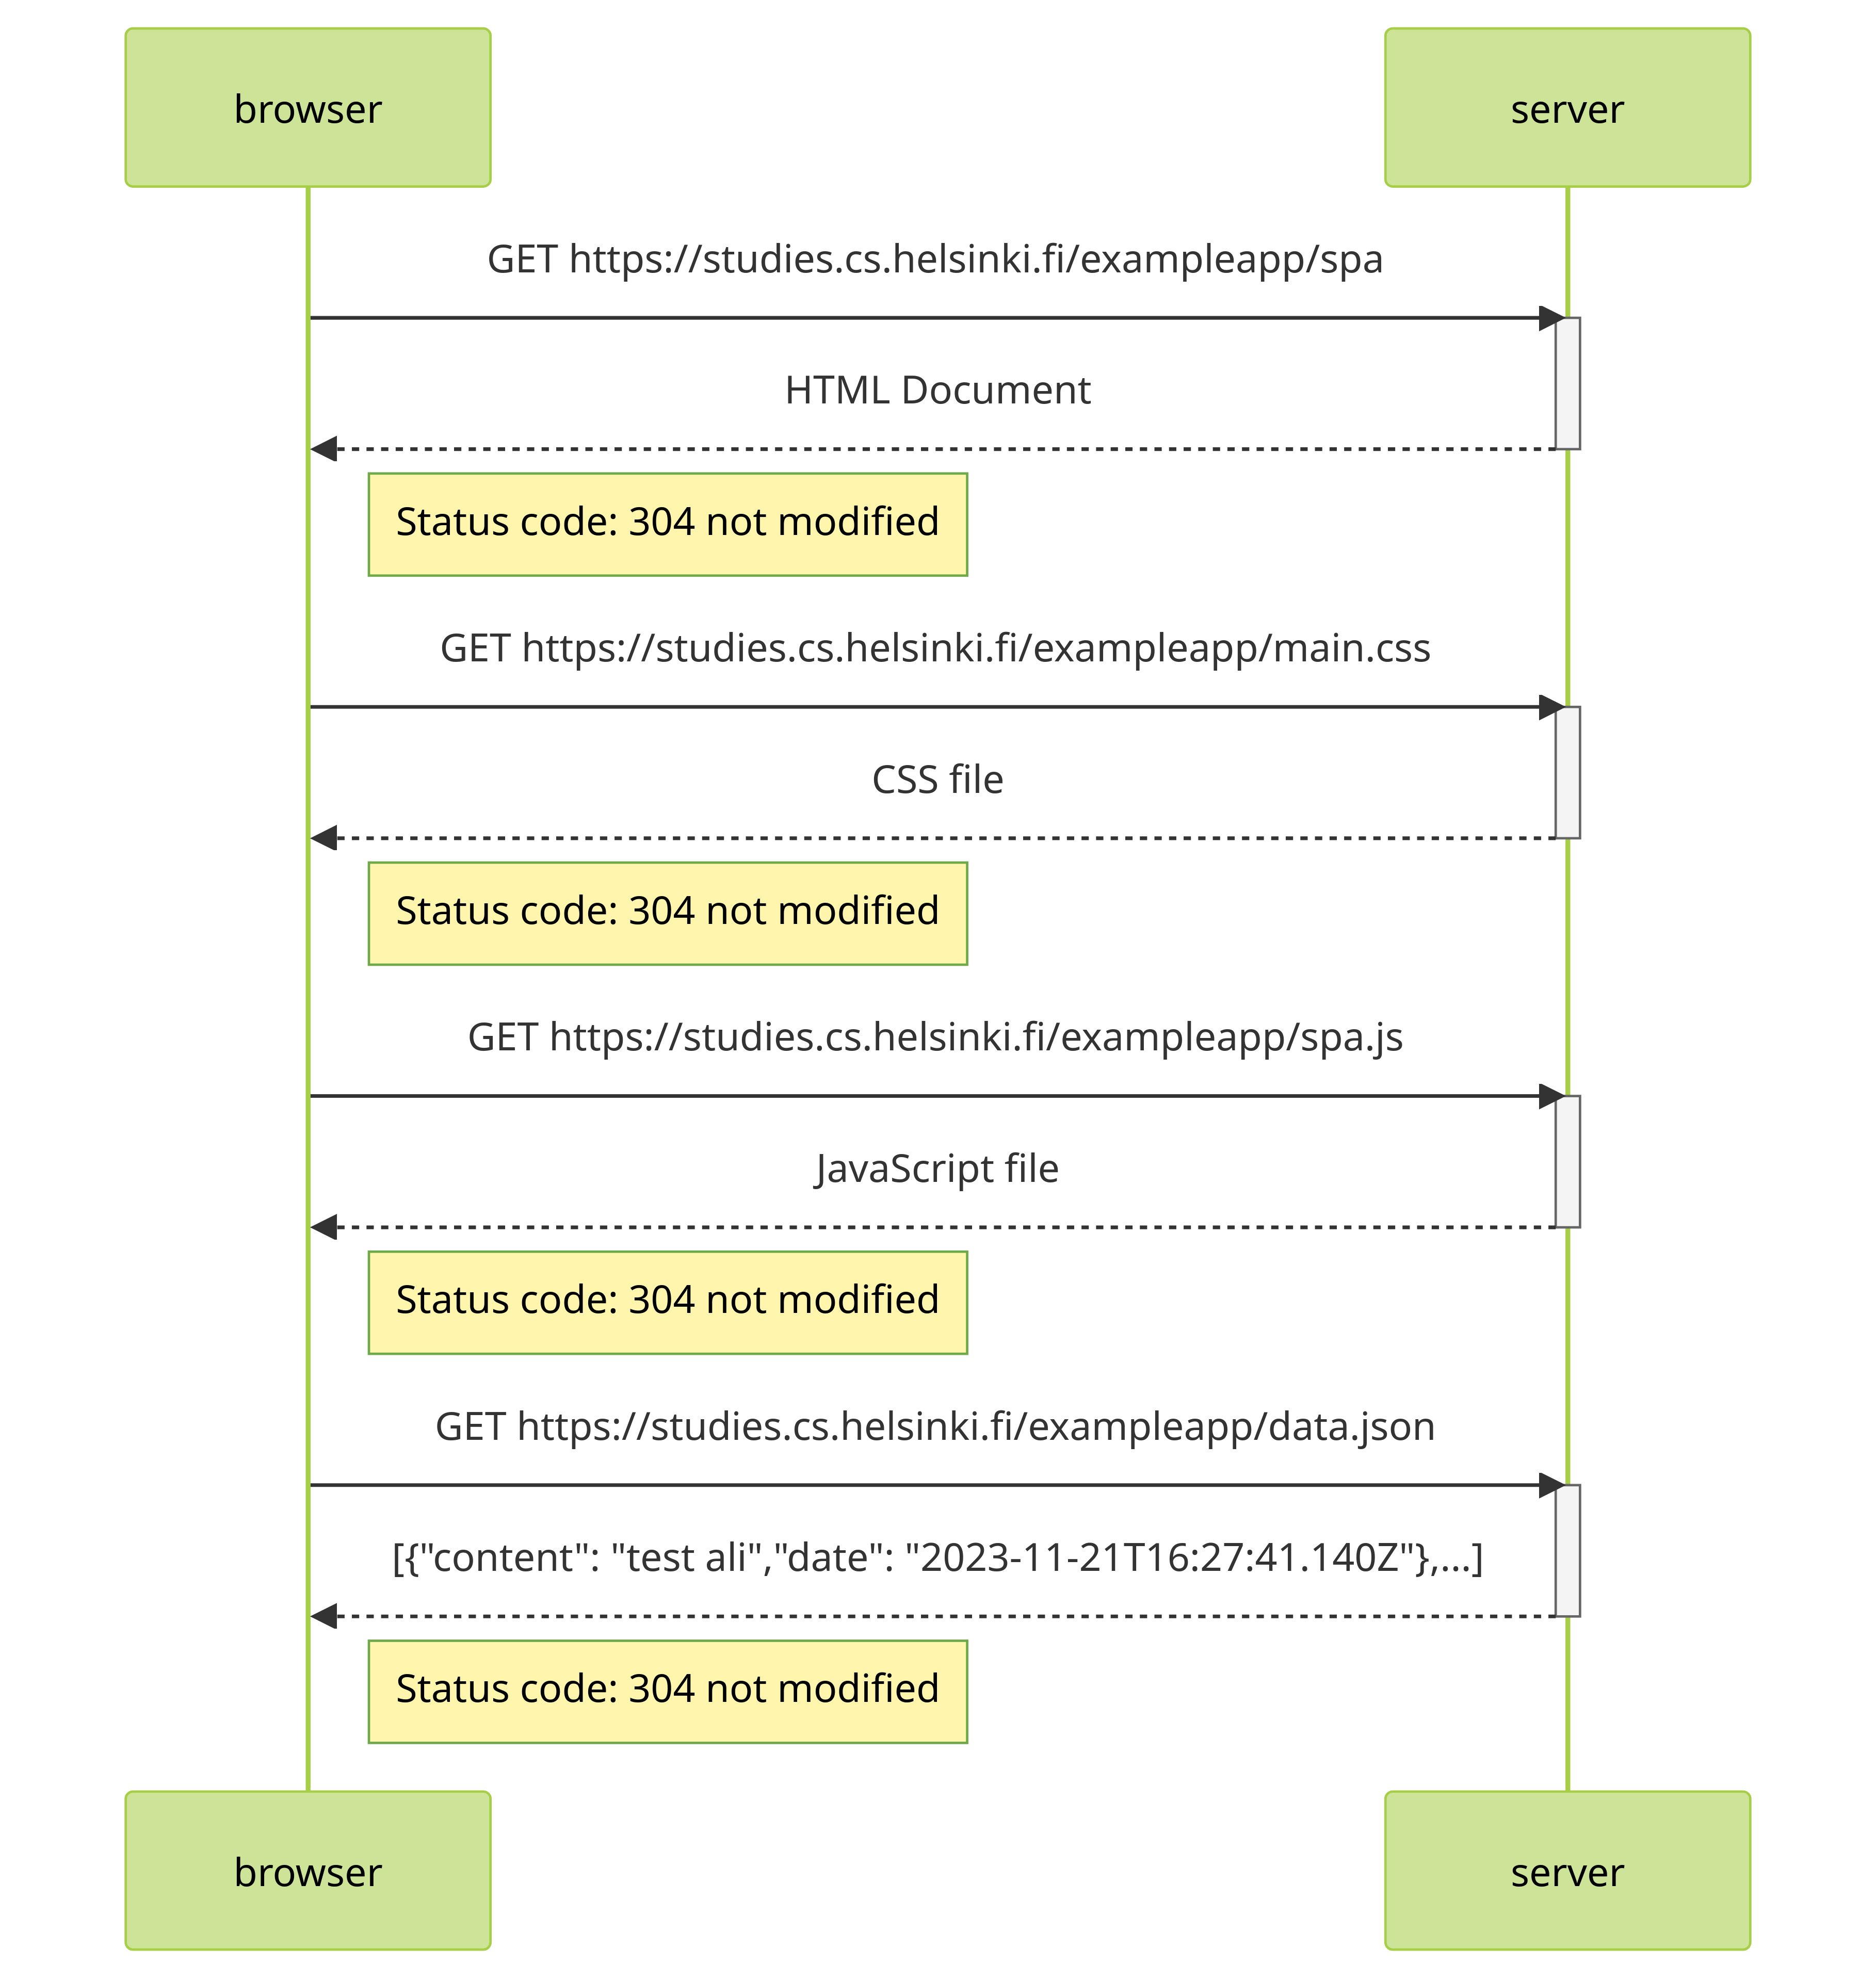 browser
server
GET https://studies.cs.helsinki.fi/exampleapp/spa
HTML Document
Status code: 304 not modified
GET https://studies.cs.helsinki.fi/exampleapp/main.css
CSS file
Status code: 304 not modified
GET https://studies.cs.helsinki.fi/exampleapp/spa.js
JavaScript file
Status code: 304 not modified
GET https://studies.cs.helsinki.fi/exampleapp/data.json
[{"content": "test ali","date": "2023-11-21T16:27:41.140Z"},...]
Status code: 304 not modified
browser
server